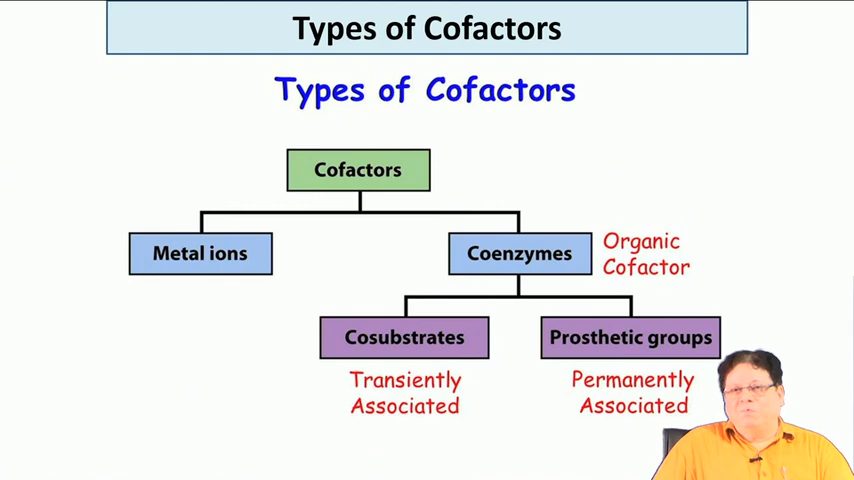 Types of Cofactors
Types of Cofactors
Cofactors
Metal ions
Coenzymes
Organic
Cofactor
Cosubstrates
Prosthetic groups
Transiently
Associated
Permanently
Associated